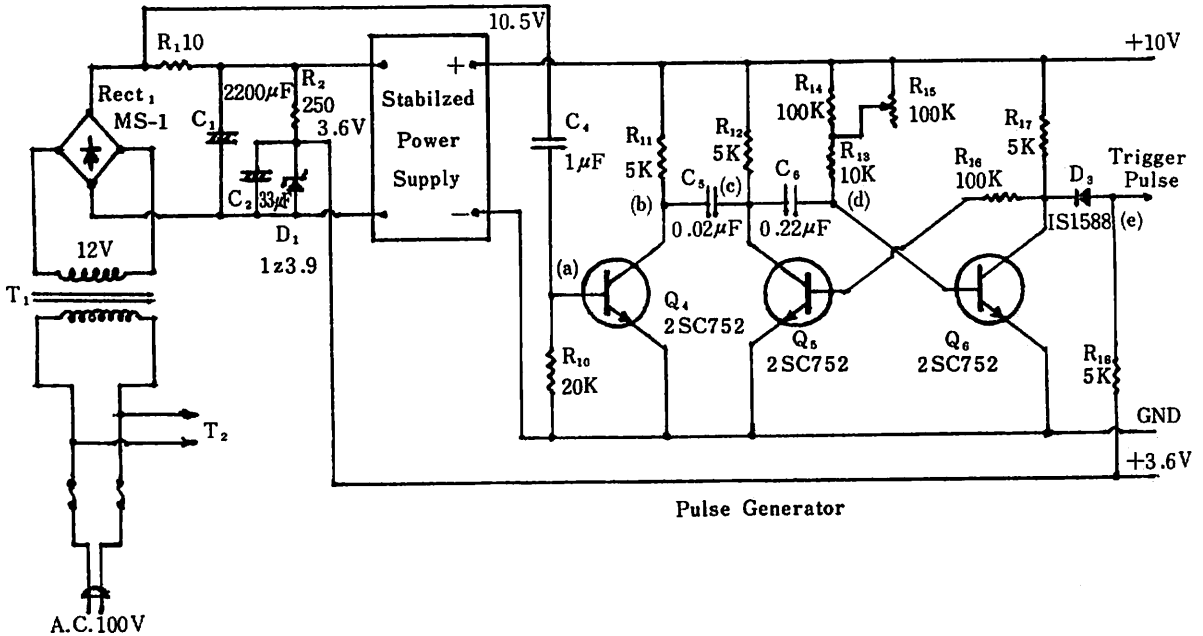 10.5V
R₁10
+10V
Rect₁
MS-1
2200μF
R₂
250
3.6V
C₁
C₂
33μF
D₁
1z3.9
+
Stabilzed
Power
Supply
−
C₄
1μF
R₁₁
5K
R₁₂
5K
R₁₄
100K
R₁₅
100K
R₁₃
10K
R₁₇
5K
R₁₆
100K
D₃
IS1588
Trigger
Pulse
(e)
C₅
(c)
C₆
(b)
(d)
0.02μF
0.22μF
(a)
12V
T₁
Q₄
2SC752
Q₅
2SC752
Q₆
2SC752
R₁₀
20K
R₁₈
5K
T₂
GND
+3.6V
Pulse Generator
A.C.100V